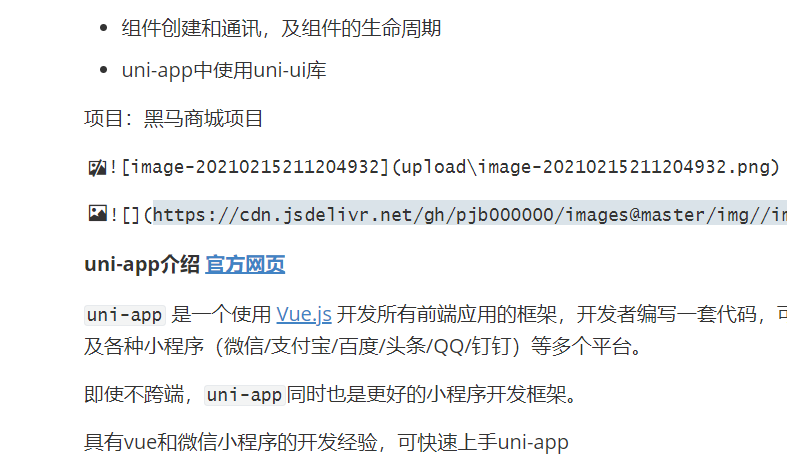 组件创建和通讯，及组件的生命周期
uni-app中使用uni-ui库
项目：黑马商城项目
![image-20210215211204932](upload\image-20210215211204932.png)
![](https://cdn.jsdelivr.net/gh/pjb000000/images@master/img//im
uni-app介绍 官方网页
uni-app 是一个使用 Vue.js 开发所有前端应用的框架，开发者编写一套代码，可
及各种小程序（微信/支付宝/百度/头条/QQ/钉钉）等多个平台。
即使不跨端，uni-app同时也是更好的小程序开发框架。
具有vue和微信小程序的开发经验，可快速上手uni-app